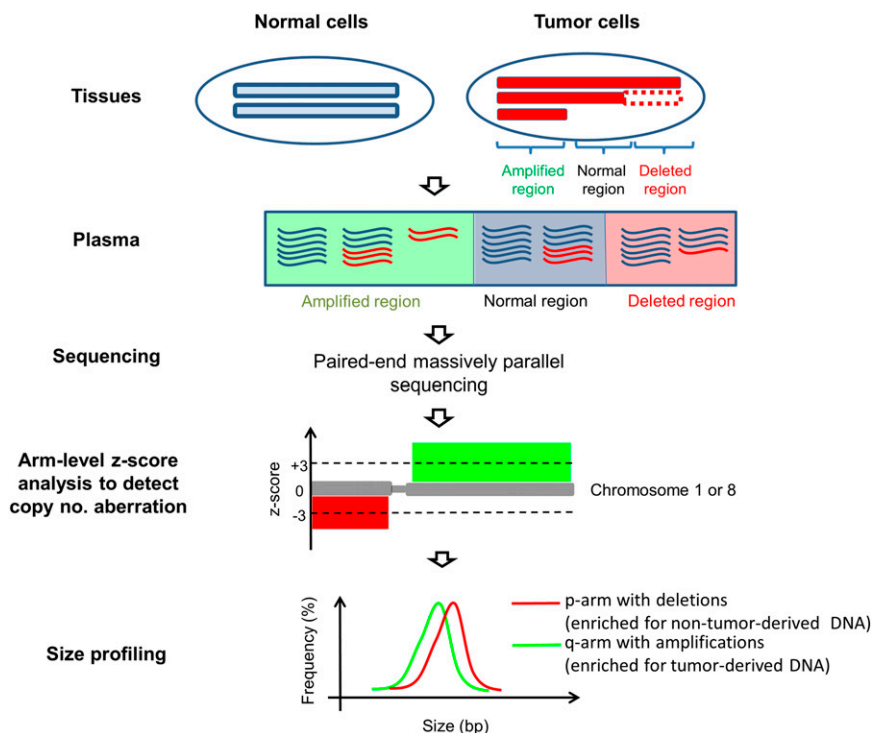 Normal cells
Tumor cells
Tissues
Amplified
region
Normal
region
Deleted
region
Plasma
Amplified region
Normal region
Deleted region
Sequencing
Paired-end massively parallel
sequencing
Arm-level z-score
analysis to detect
copy no. aberration
z-score
+3
0
-3
Chromosome 1 or 8
Size profiling
Frequency (%)
Size (bp)
p-arm with deletions
(enriched for non-tumor-derived DNA)
q-arm with amplifications
(enriched for tumor-derived DNA)